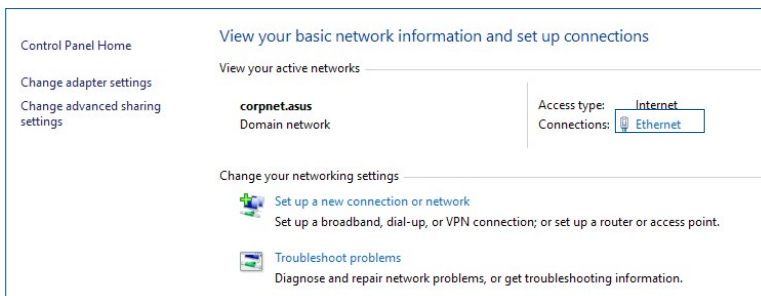 Control Panel Home
Change adapter settings
Change advanced sharing
settings
View your basic network information and set up connections
View your active networks
corpnet.asus
Domain network
Access type: Internet
Connections: Ethernet
Change your networking settings
Set up a new connection or network
Set up a broadband, dial-up, or VPN connection; or set up a router or access point.
Troubleshoot problems
Diagnose and repair network problems, or get troubleshooting information.